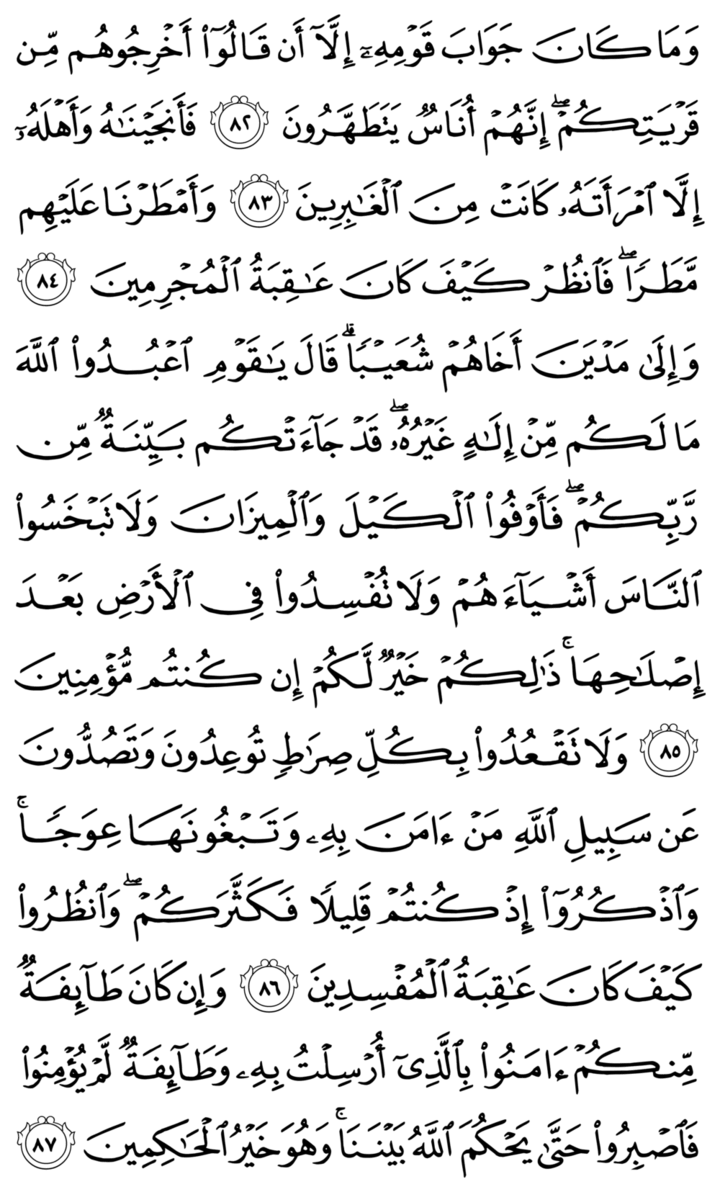 وَمَا كَانَ جَوَابَ قَوْمِهِۦٓ إِلَّآ أَن قَالُوٓا۟ أَخْرِجُوهُم مِّن
قَرْيَتِكُمْ ۖ إِنَّهُمْ أُنَاسٌ يَتَطَهَّرُونَ ٨٢ فَأَنجَيْنَـٰهُ وَأَهْلَهُۥٓ
إِلَّا ٱمْرَأَتَهُۥ كَانَتْ مِنَ ٱلْغَـٰبِرِينَ ٨٣ وَأَمْطَرْنَا عَلَيْهِم
مَّطَرًا ۖ فَٱنظُرْ كَيْفَ كَانَ عَـٰقِبَةُ ٱلْمُجْرِمِينَ ٨٤
وَإِلَىٰ مَدْيَنَ أَخَاهُمْ شُعَيْبًا ۗ قَالَ يَـٰقَوْمِ ٱعْبُدُوا۟ ٱللَّهَ
مَا لَكُم مِّنْ إِلَـٰهٍ غَيْرُهُۥ ۖ قَدْ جَآءَتْكُم بَيِّنَةٌ مِّن
رَّبِّكُمْ ۖ فَأَوْفُوا۟ ٱلْكَيْلَ وَٱلْمِيزَانَ وَلَا تَبْخَسُوا۟
ٱلنَّاسَ أَشْيَآءَهُمْ وَلَا تُفْسِدُوا۟ فِى ٱلْأَرْضِ بَعْدَ
إِصْلَـٰحِهَا ۚ ذَٰلِكُمْ خَيْرٌ لَّكُمْ إِن كُنتُم مُّؤْمِنِينَ
٨٥ وَلَا تَقْعُدُوا۟ بِكُلِّ صِرَٰطٍ تُوعِدُونَ وَتَصُدُّونَ
عَن سَبِيلِ ٱللَّهِ مَنْ ءَامَنَ بِهِۦ وَتَبْغُونَهَا عِوَجًا ۚ
وَٱذْكُرُوٓا۟ إِذْ كُنتُمْ قَلِيلًا فَكَثَّرَكُمْ ۖ وَٱنظُرُوا۟
كَيْفَ كَانَ عَـٰقِبَةُ ٱلْمُفْسِدِينَ ٨٦ وَإِن كَانَ طَآئِفَةٌ
مِّنكُمْ ءَامَنُوا۟ بِٱلَّذِىٓ أُرْسِلْتُ بِهِۦ وَطَآئِفَةٌ لَّمْ يُؤْمِنُوا۟
فَٱصْبِرُوا۟ حَتَّىٰ يَحْكُمَ ٱللَّهُ بَيْنَنَا ۚ وَهُوَ خَيْرُ ٱلْحَـٰكِمِينَ ٨٧